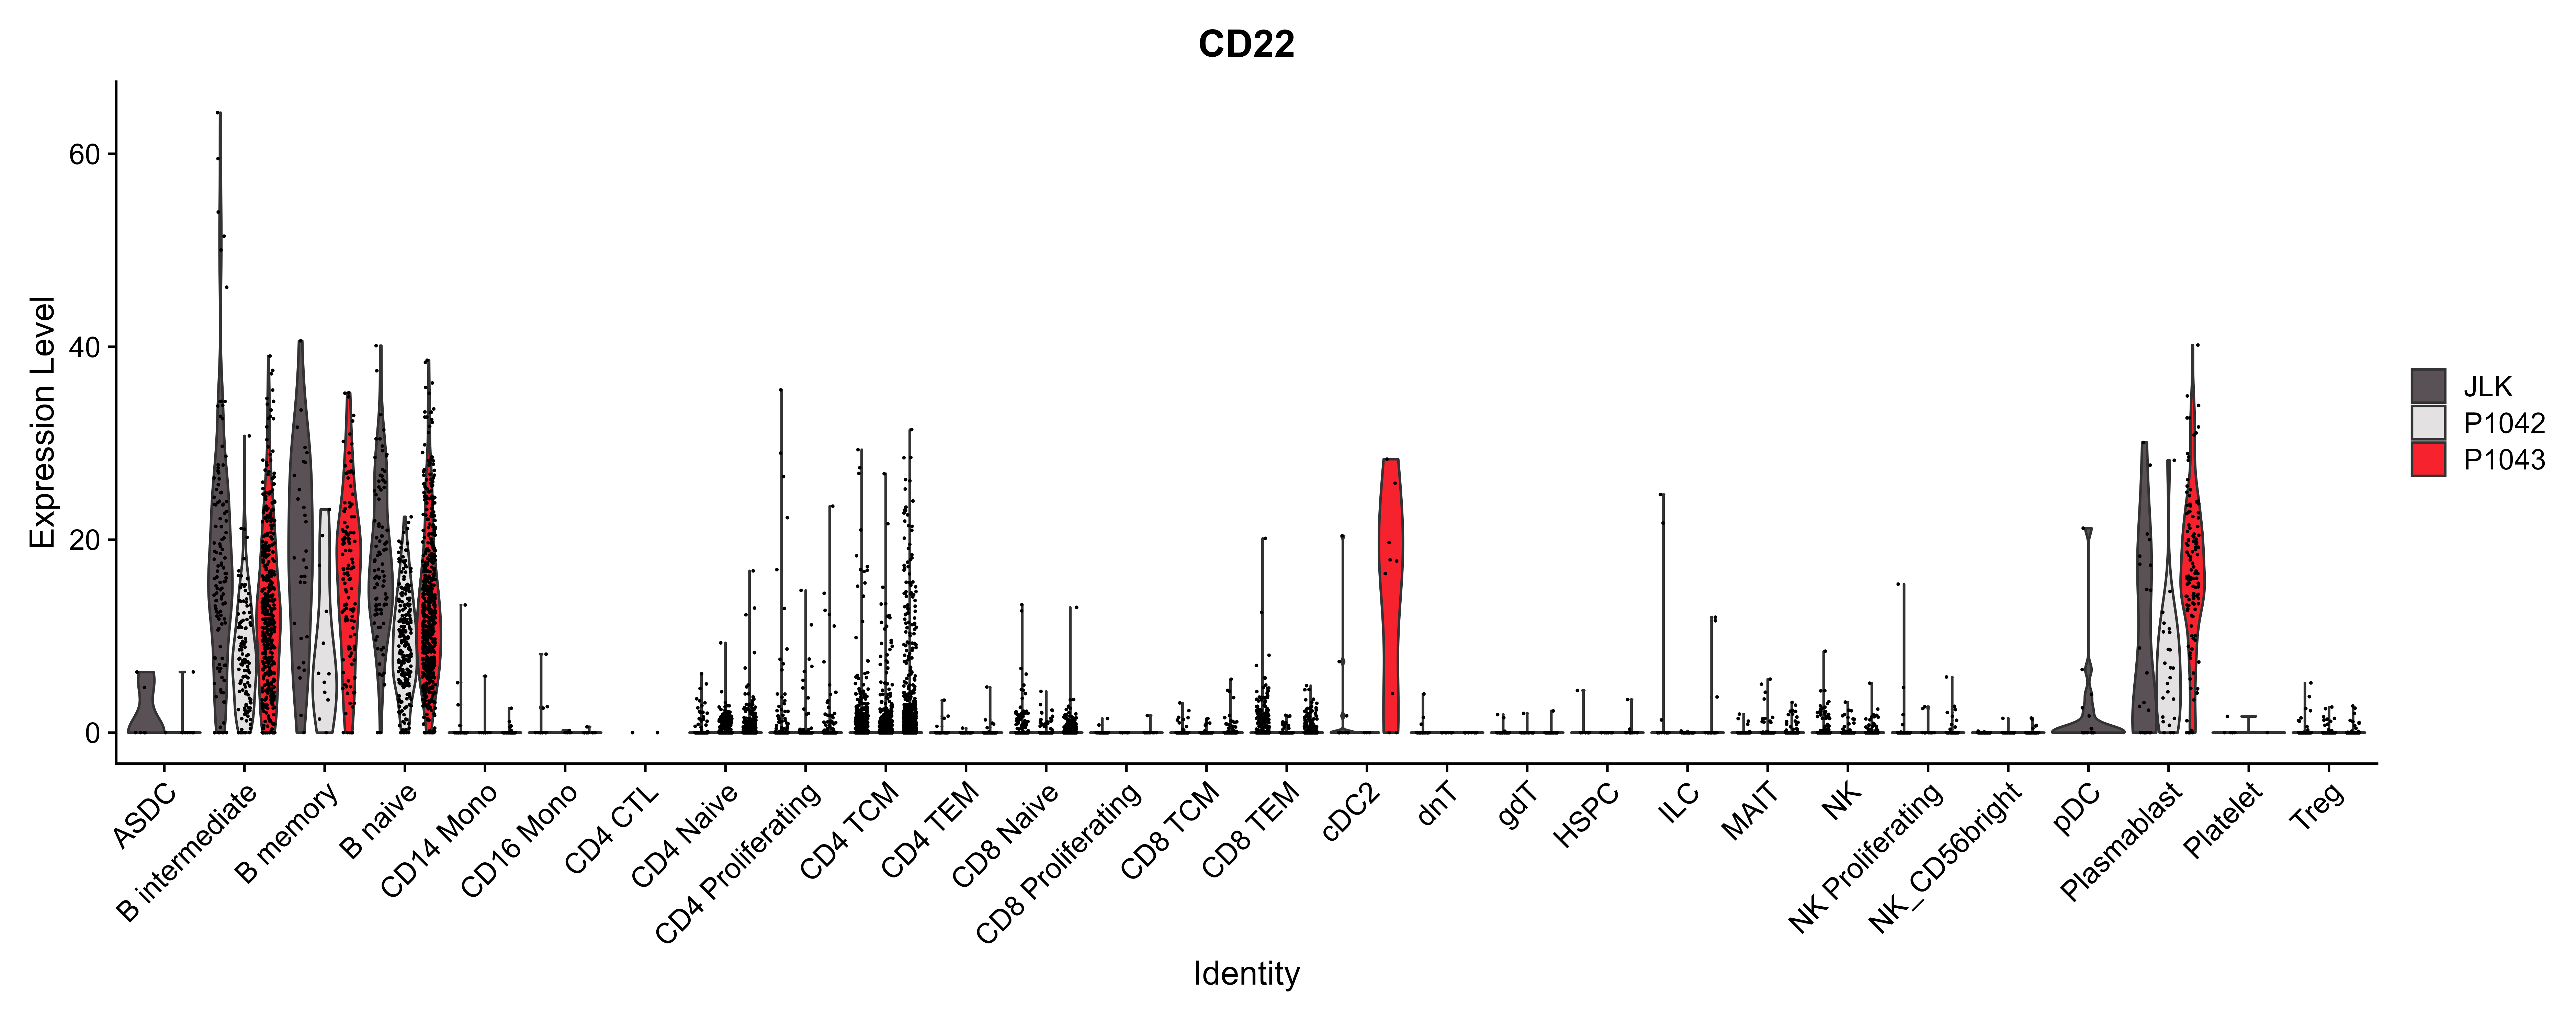 CD22
Expression Level
60
40
20
0
ASDC
B intermediate
B memory
B naive
CD14 Mono
CD16 Mono
CD4 CTL
CD4 Naive
CD4 Proliferating
CD4 TCM
CD4 TEM
CD8 Naive
CD8 Proliferating
CD8 TCM
CD8 TEM
cDC2
dnT
gdT
HSPC
ILC
MAIT
NK
NK Proliferating
NK_CD56bright
pDC
Plasmablast
Platelet
Treg
Identity
JLK
P1042
P1043